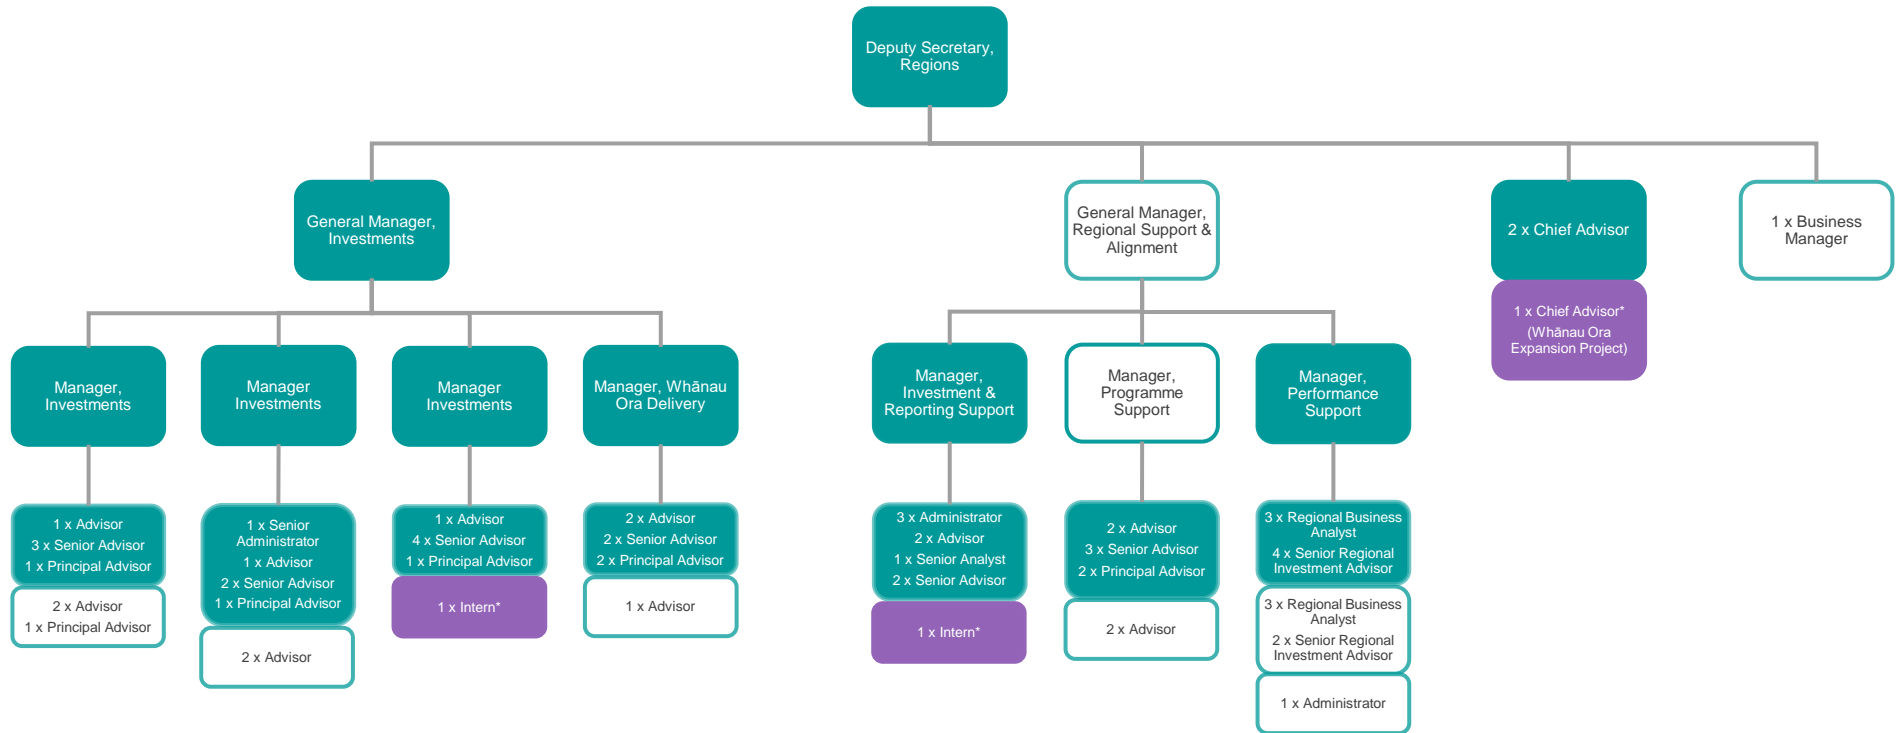 Deputy Secretary,
Regions
General Manager,
Investments
General Manager,
Regional Support &
Alignment
2 x Chief Advisor
1 x Chief Advisor*
(Whānau Ora
Expansion Project)
1 x Business
Manager
Manager,
Investments
Manager
Investments
Manager
Investments
Manager, Whānau
Ora Delivery
Manager,
Investment &
Reporting Support
Manager,
Programme
Support
Manager,
Performance
Support
1 x Advisor
3 x Senior Advisor
1 x Principal Advisor
2 x Advisor
1 x Principal Advisor
1 x Senior
Administrator
1 x Advisor
2 x Senior Advisor
1 x Principal Advisor
2 x Advisor
1 x Advisor
4 x Senior Advisor
1 x Principal Advisor
1 x Intern*
2 x Advisor
2 x Senior Advisor
2 x Principal Advisor
1 x Advisor
3 x Administrator
2 x Advisor
1 x Senior Analyst
2 x Senior Advisor
1 x Intern*
2 x Advisor
3 x Senior Advisor
2 x Principal Advisor
2 x Advisor
3 x Regional Business
Analyst
4 x Senior Regional
Investment Advisor
3 x Regional Business
Analyst
2 x Senior Regional
Investment Advisor
1 x Administrator